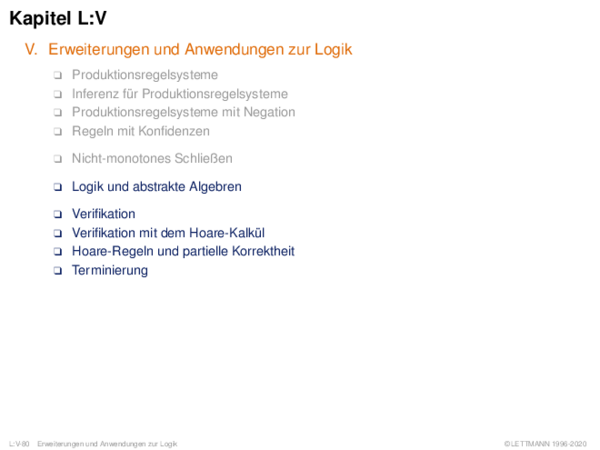 Kapitel L:V
V. Erweiterungen und Anwendungen zur Logik
❑ Produktionsregelsysteme
❑ Inferenz für Produktionsregelsysteme
❑ Produktionsregelsysteme mit Negation
❑ Regeln mit Konfidenzen
❑ Nicht-monotones Schließen
❑ Logik und abstrakte Algebren
❑ Verifikation
❑ Verifikation mit dem Hoare-Kalkül
❑ Hoare-Regeln und partielle Korrektheit
❑ Terminierung
L:V-80 Erweiterungen und Anwendungen zur Logik ©LETTMANN 1996-2020